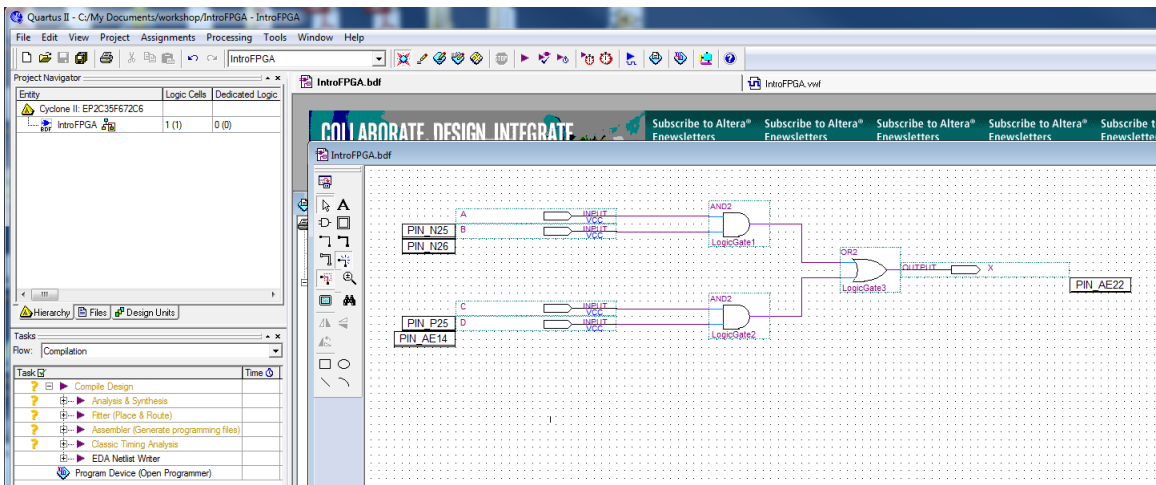 Quartus II - C:/My Documents/workshop/IntroFPGA - IntroFPGA
File Edit View Project Assignments Processing Tools Window Help
IntroFPGA
Project Navigator
Entity Logic Cells Dedicated Logic
Cyclone II: EP2C35F672C6
IntroFPGA 1 (1) 0 (0)
Hierarchy Files Design Units
Tasks
Flow: Compilation
Task Time
Compile Design
Analysis & Synthesis
Fitter (Place & Route)
Assembler (Generate programming files)
Classic Timing Analysis
EDA Netlist Writer
Program Device (Open Programmer)
IntroFPGA.bdf
IntroFPGA.vwf
COLLABORATE. DESIGN. INTEGRATE.
Subscribe to Altera® Enewsletters
Subscribe to Altera® Enewsletters
Subscribe to Altera® Enewsletters
Subscribe to Altera® Enewsletters
Subscribe t
Enewslette
IntroFPGA.bdf
A
A INPUT
VCC
PIN_N25 B INPUT
VCC
PIN_N26
AND2
LogicGate1
OR2
LogicGate3
OUTPUT X
PIN_AE22
C INPUT
VCC
PIN_P25 D INPUT
VCC
PIN_AE14
AND2
LogicGate2